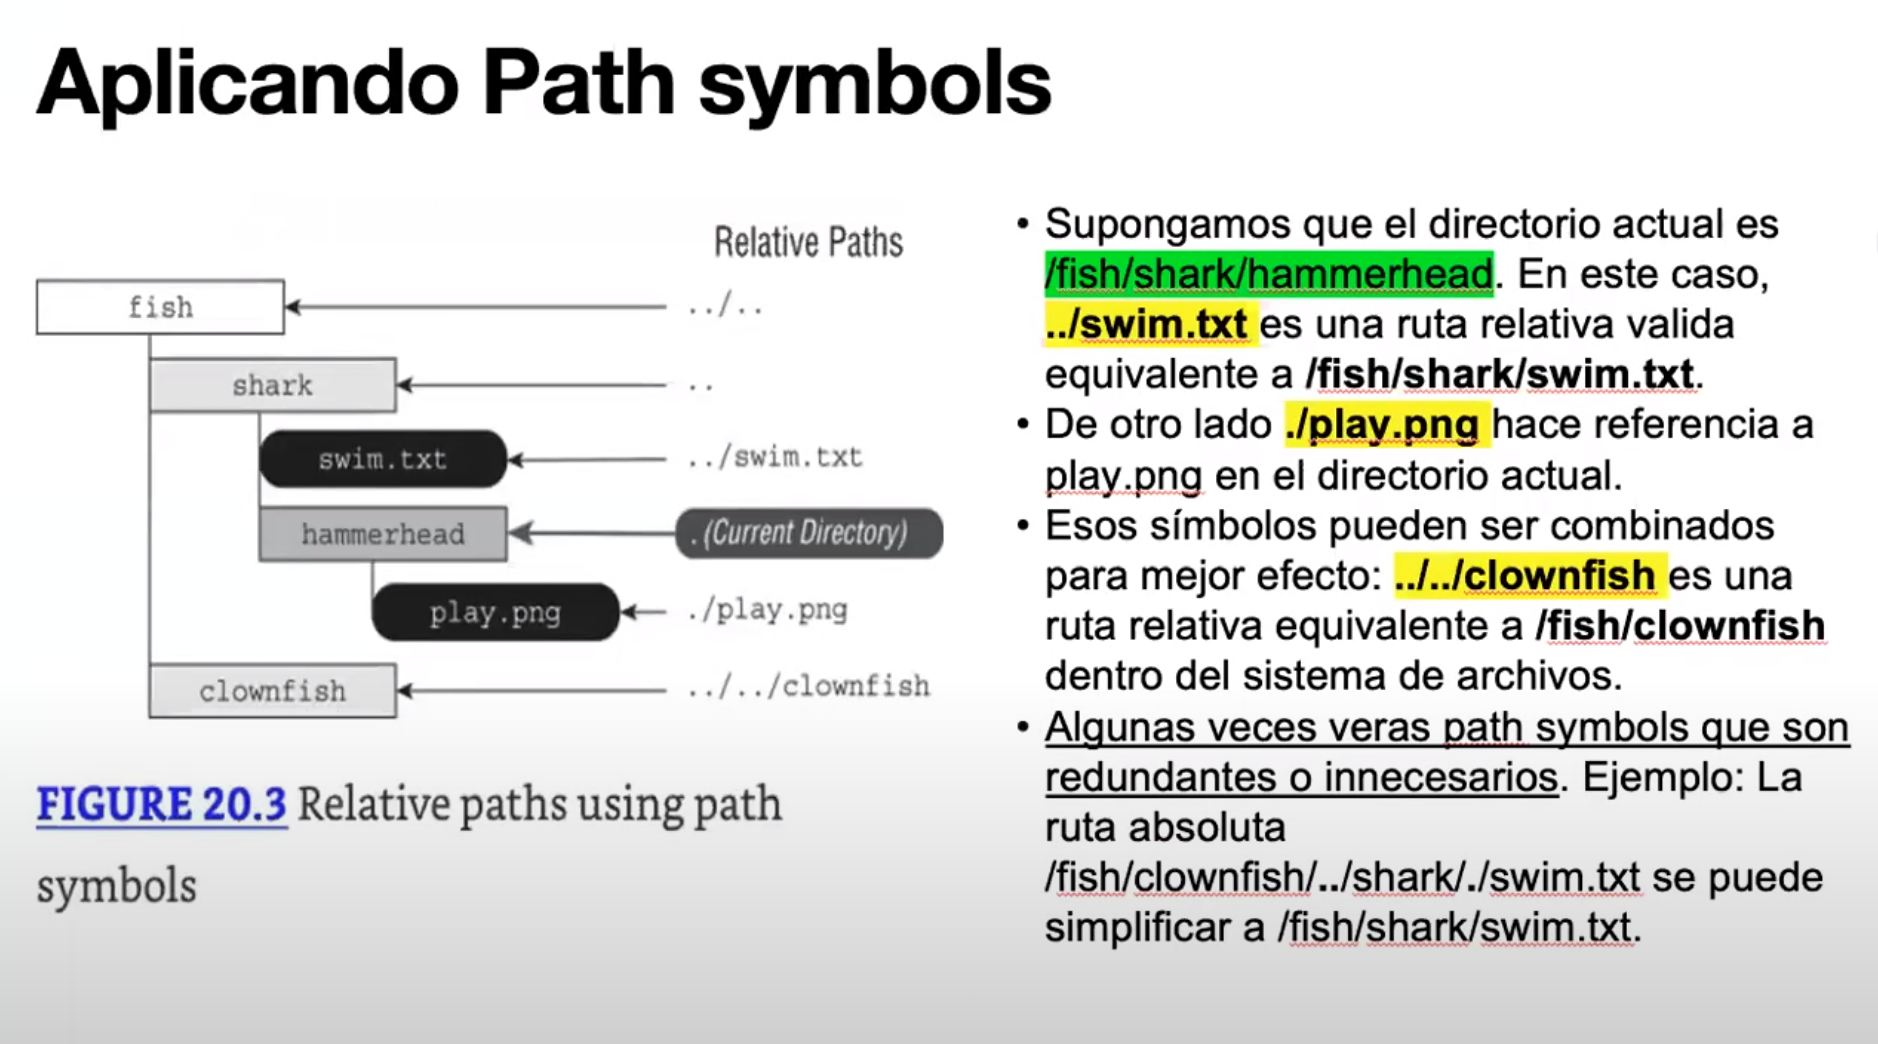 Aplicando Path symbols
Relative Paths
fish
../..
shark
..
swim.txt
../swim.txt
hammerhead
. (Current Directory)
play.png
./play.png
clownfish
../../clownfish
FIGURE 20.3 Relative paths using path
symbols
• Supongamos que el directorio actual es
/fish/shark/hammerhead. En este caso,
../swim.txt es una ruta relativa valida
equivalente a /fish/shark/swim.txt.
• De otro lado ./play.png hace referencia a
play.png en el directorio actual.
• Esos símbolos pueden ser combinados
para mejor efecto: ../../clownfish es una
ruta relativa equivalente a /fish/clownfish
dentro del sistema de archivos.
• Algunas veces veras path symbols que son
redundantes o innecesarios. Ejemplo: La
ruta absoluta
/fish/clownfish/../shark/./swim.txt se puede
simplificar a /fish/shark/swim.txt.